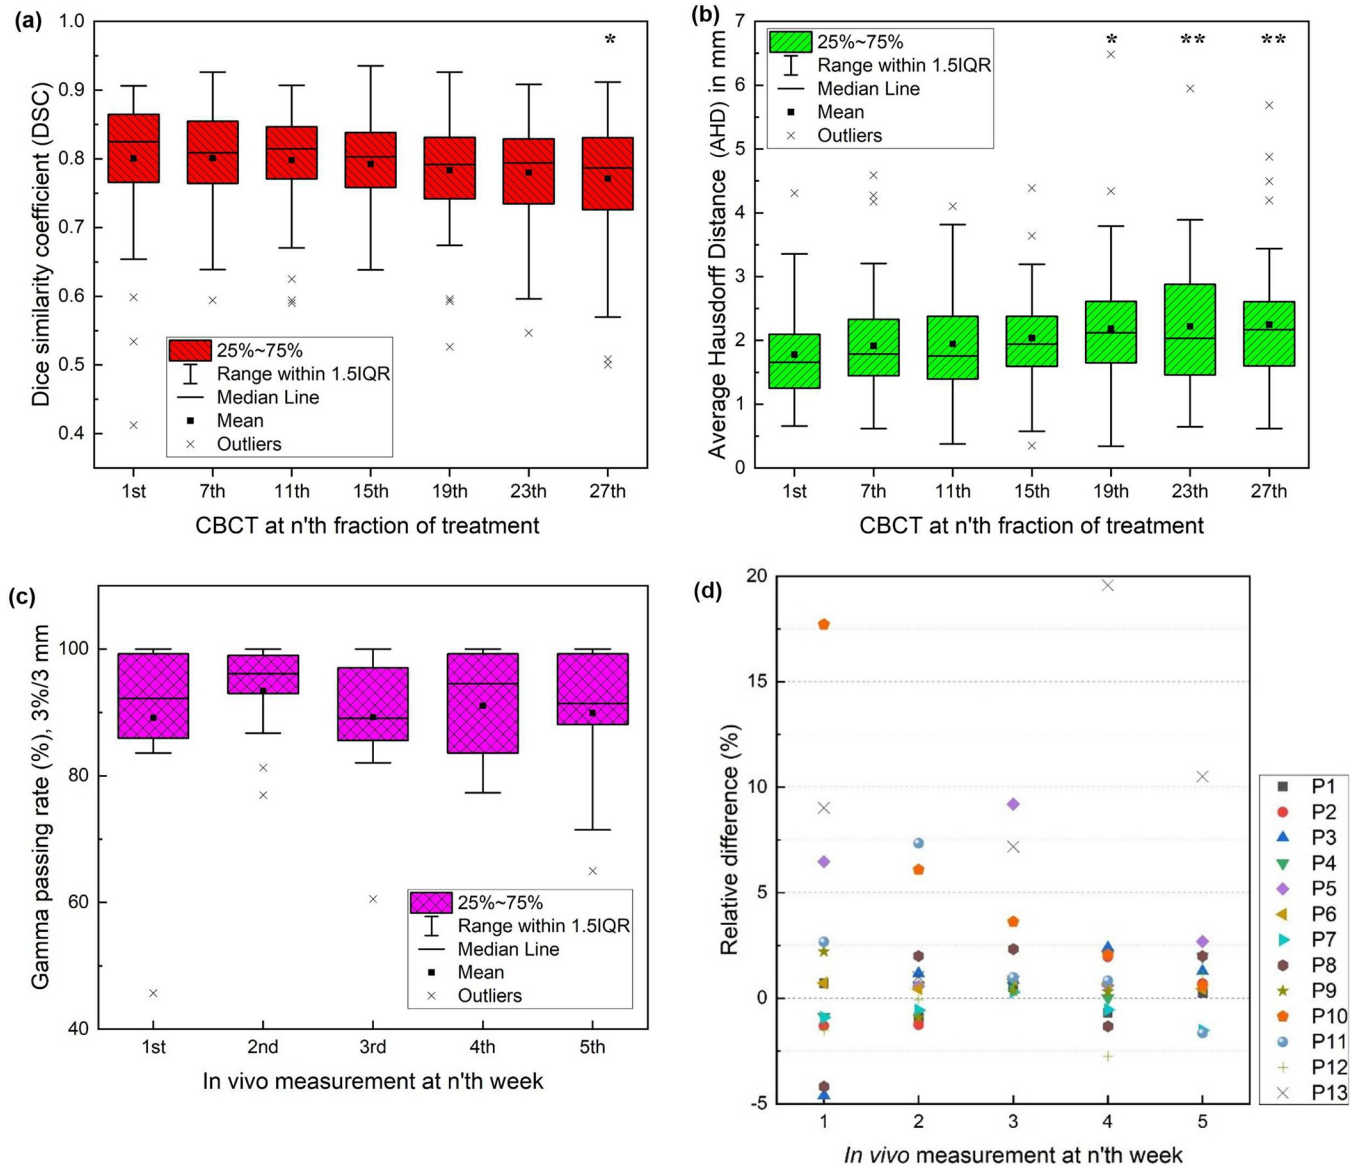 (a)
1.0
0.9
0.8
0.7
0.6
0.5
0.4
Dice similarity coefficient (DSC)
*
25%~75%
Range within 1.5IQR
Median Line
Mean
Outliers
1st 7th 11th 15th 19th 23th 27th
CBCT at n'th fraction of treatment
(b)
7
6
5
4
3
2
1
0
Average Hausdorff Distance (AHD) in mm
25%~75%
Range within 1.5IQR
Median Line
Mean
Outliers
* ** **
1st 7th 11th 15th 19th 23th 27th
CBCT at n'th fraction of treatment
(c)
100
80
60
40
Gamma passing rate (%), 3%/3 mm
25%~75%
Range within 1.5IQR
Median Line
Mean
Outliers
1st 2nd 3rd 4th 5th
In vivo measurement at n'th week
(d)
20
15
10
5
0
-5
Relative difference (%)
1 2 3 4 5
In vivo measurement at n'th week
P1
P2
P3
P4
P5
P6
P7
P8
P9
P10
P11
P12
P13